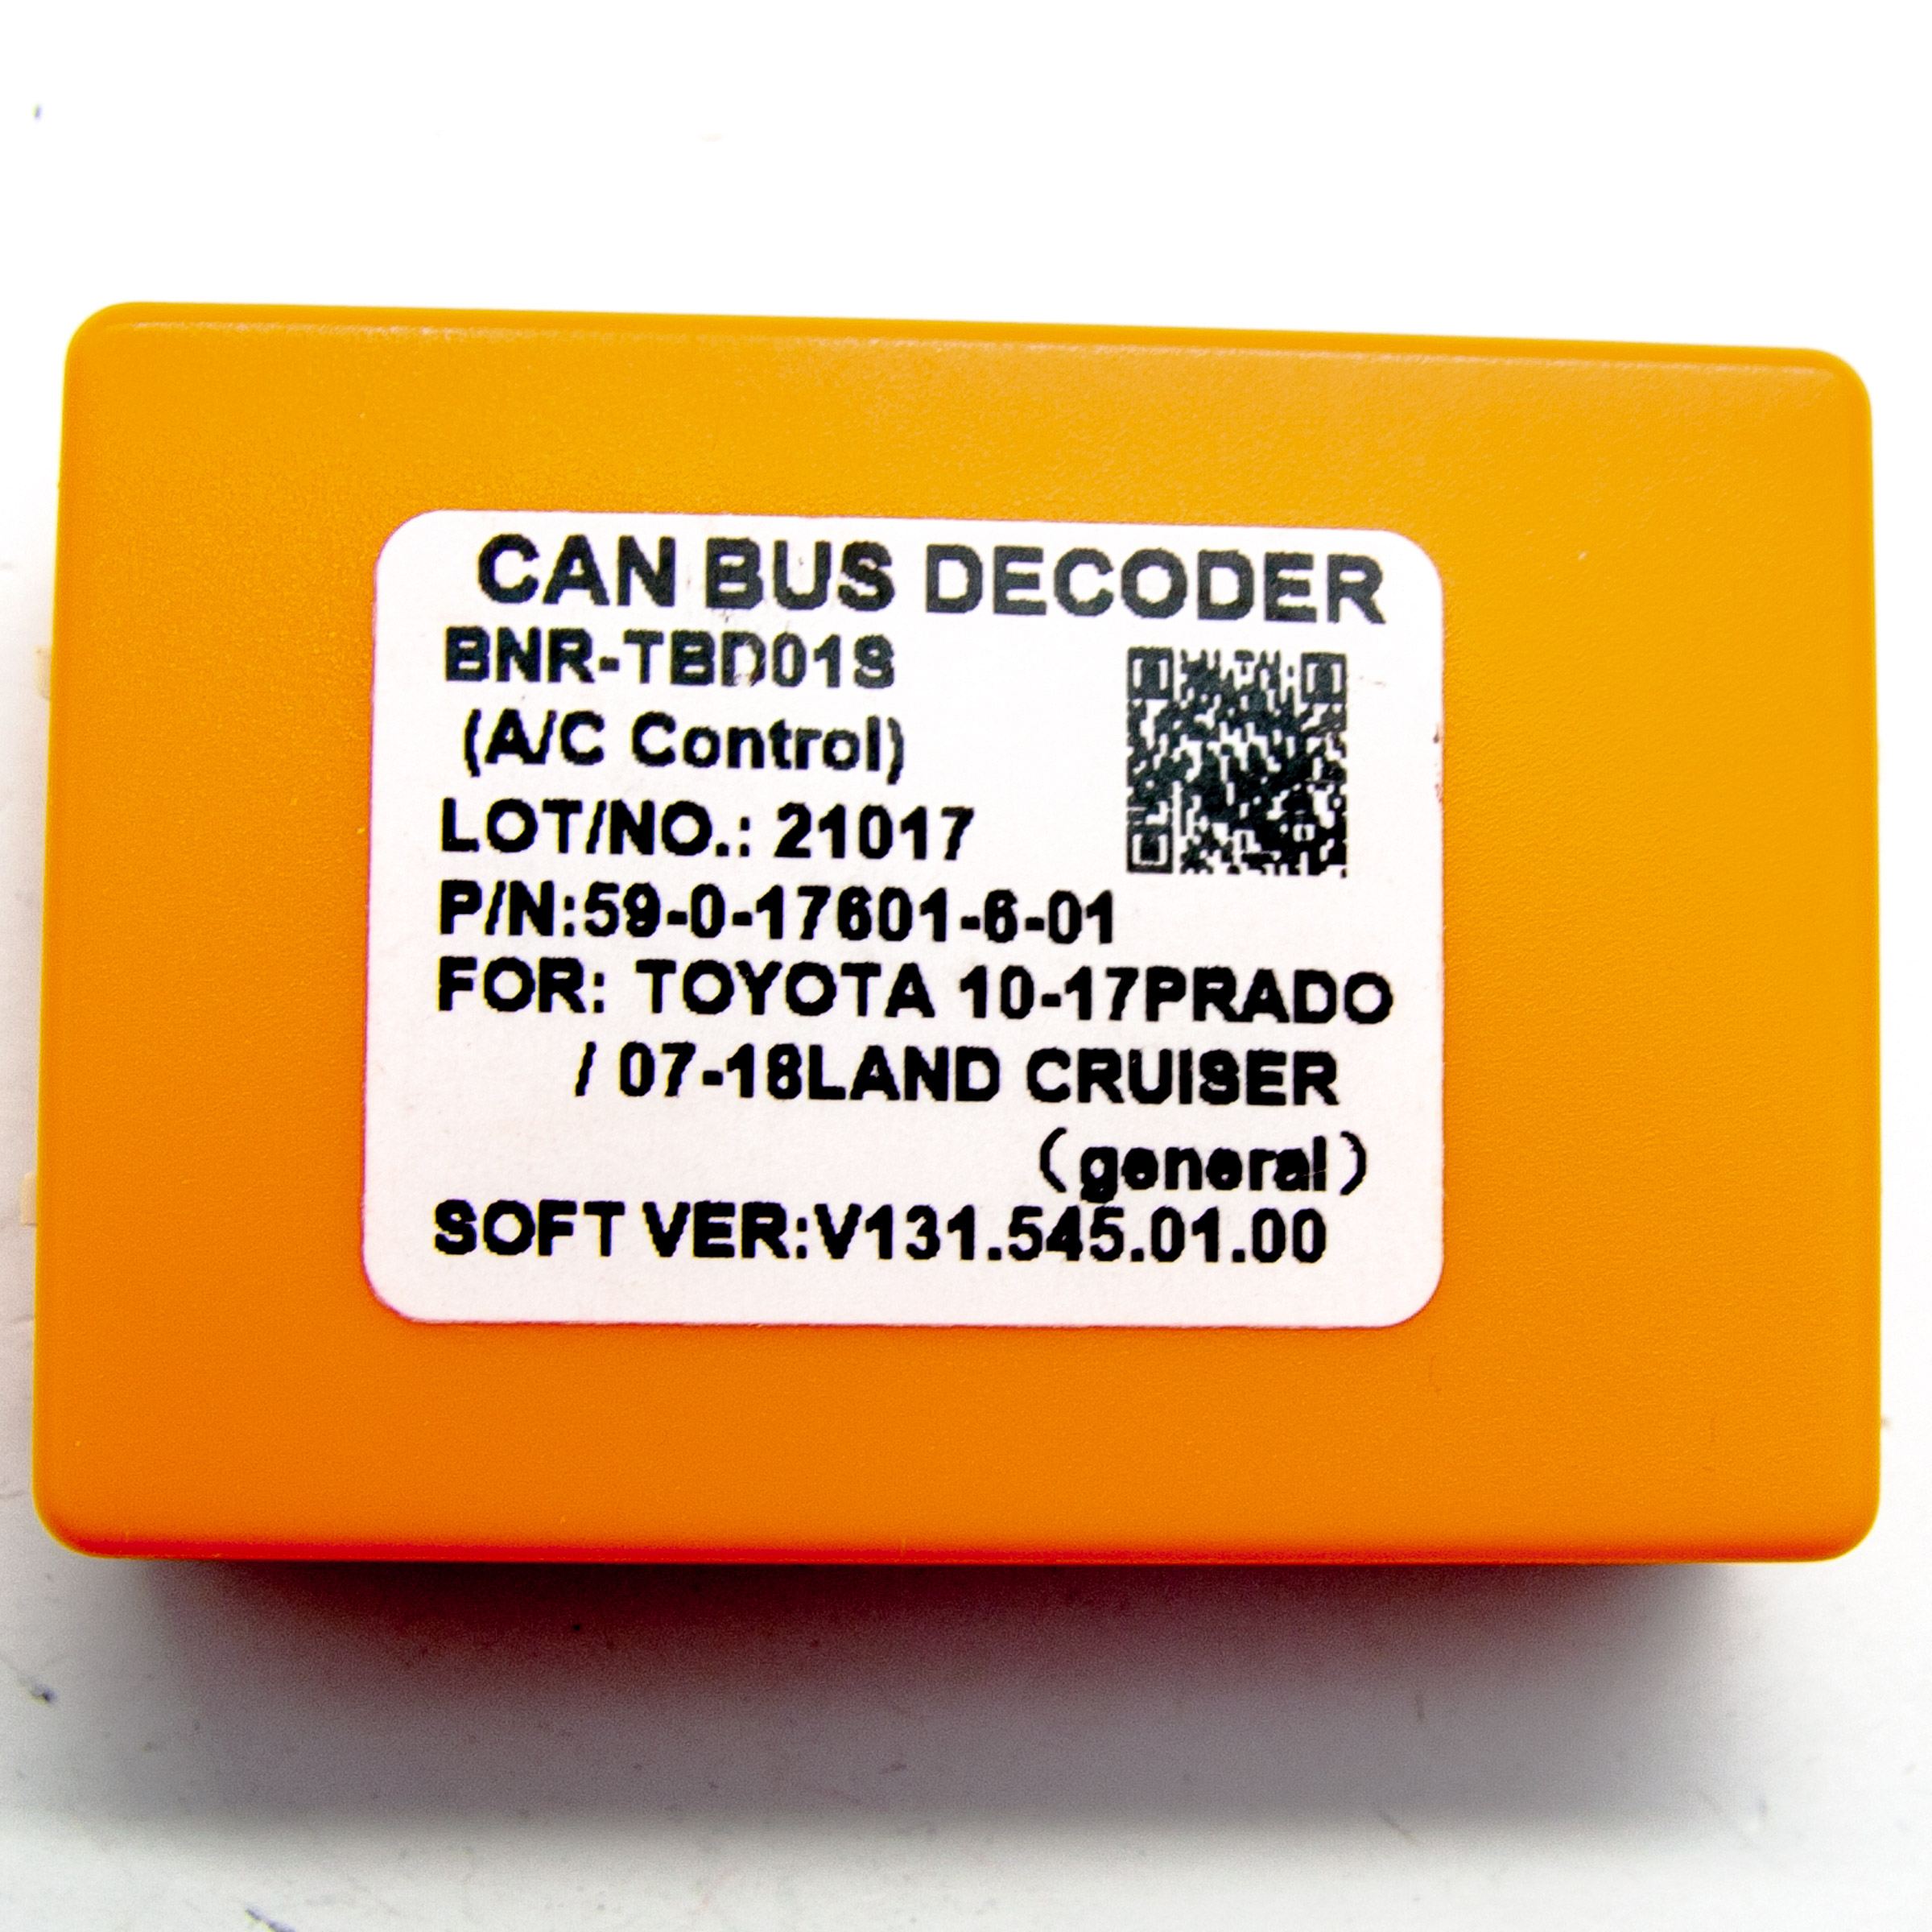 CAN BUS DECODER
BNR-TBD01S
(A/C Control)
LOT/NO.: 21017
P/N:59-0-17601-6-01
FOR: TOYOTA 10-17PRADO
/ 07-18LAND CRUISER
（general）
SOFT VER:V131.545.01.00